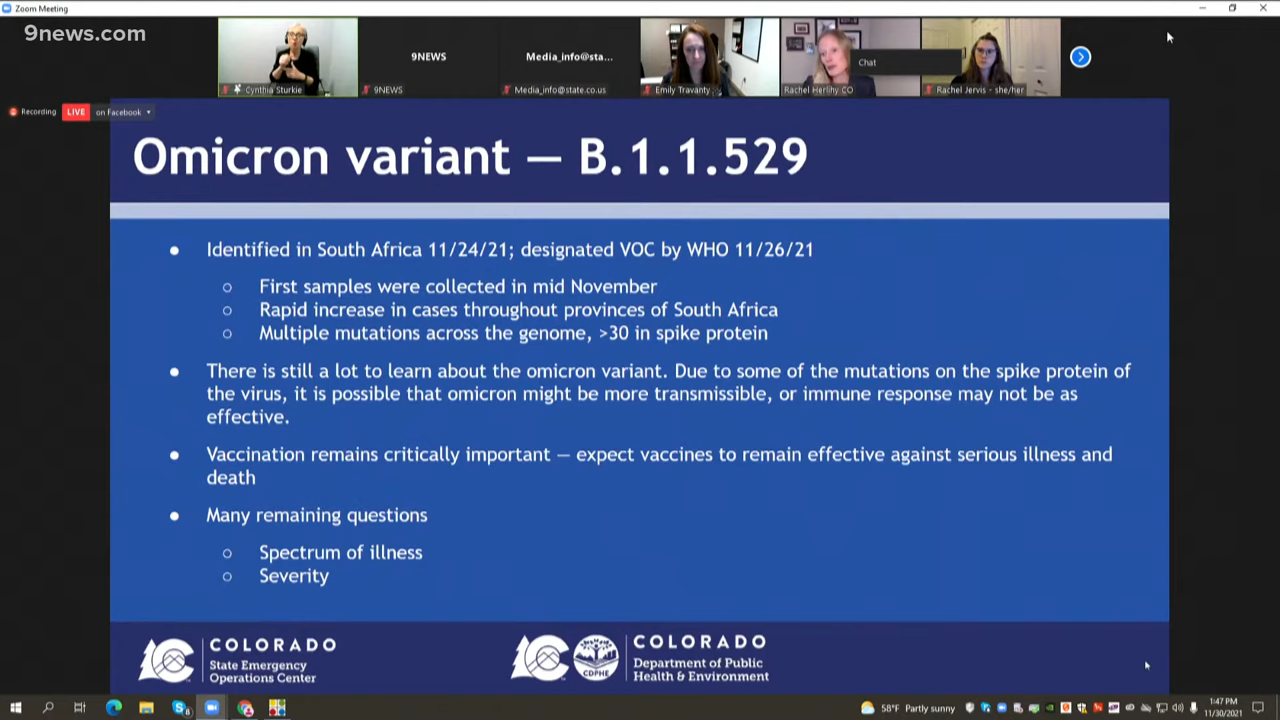 Zoom Meeting
9news.com
9NEWS
Media_info@sta...
Chat
Cynthia Sturkie
9NEWS
Media_info@state.co.us
Emily Travanty
Rachel Herlihy CO
Rachel Jervis - she/her
Recording
LIVE
on Facebook
Omicron variant — B.1.1.529
Identified in South Africa 11/24/21; designated VOC by WHO 11/26/21
First samples were collected in mid November
Rapid increase in cases throughout provinces of South Africa
Multiple mutations across the genome, >30 in spike protein
There is still a lot to learn about the omicron variant. Due to some of the mutations on the spike protein of
the virus, it is possible that omicron might be more transmissible, or immune response may not be as
effective.
Vaccination remains critically important — expect vaccines to remain effective against serious illness and
death
Many remaining questions
Spectrum of illness
Severity
COLORADO
State Emergency
Operations Center
CDPHE
COLORADO
Department of Public
Health & Environment
58°F Partly sunny
1:47 PM
11/30/2021